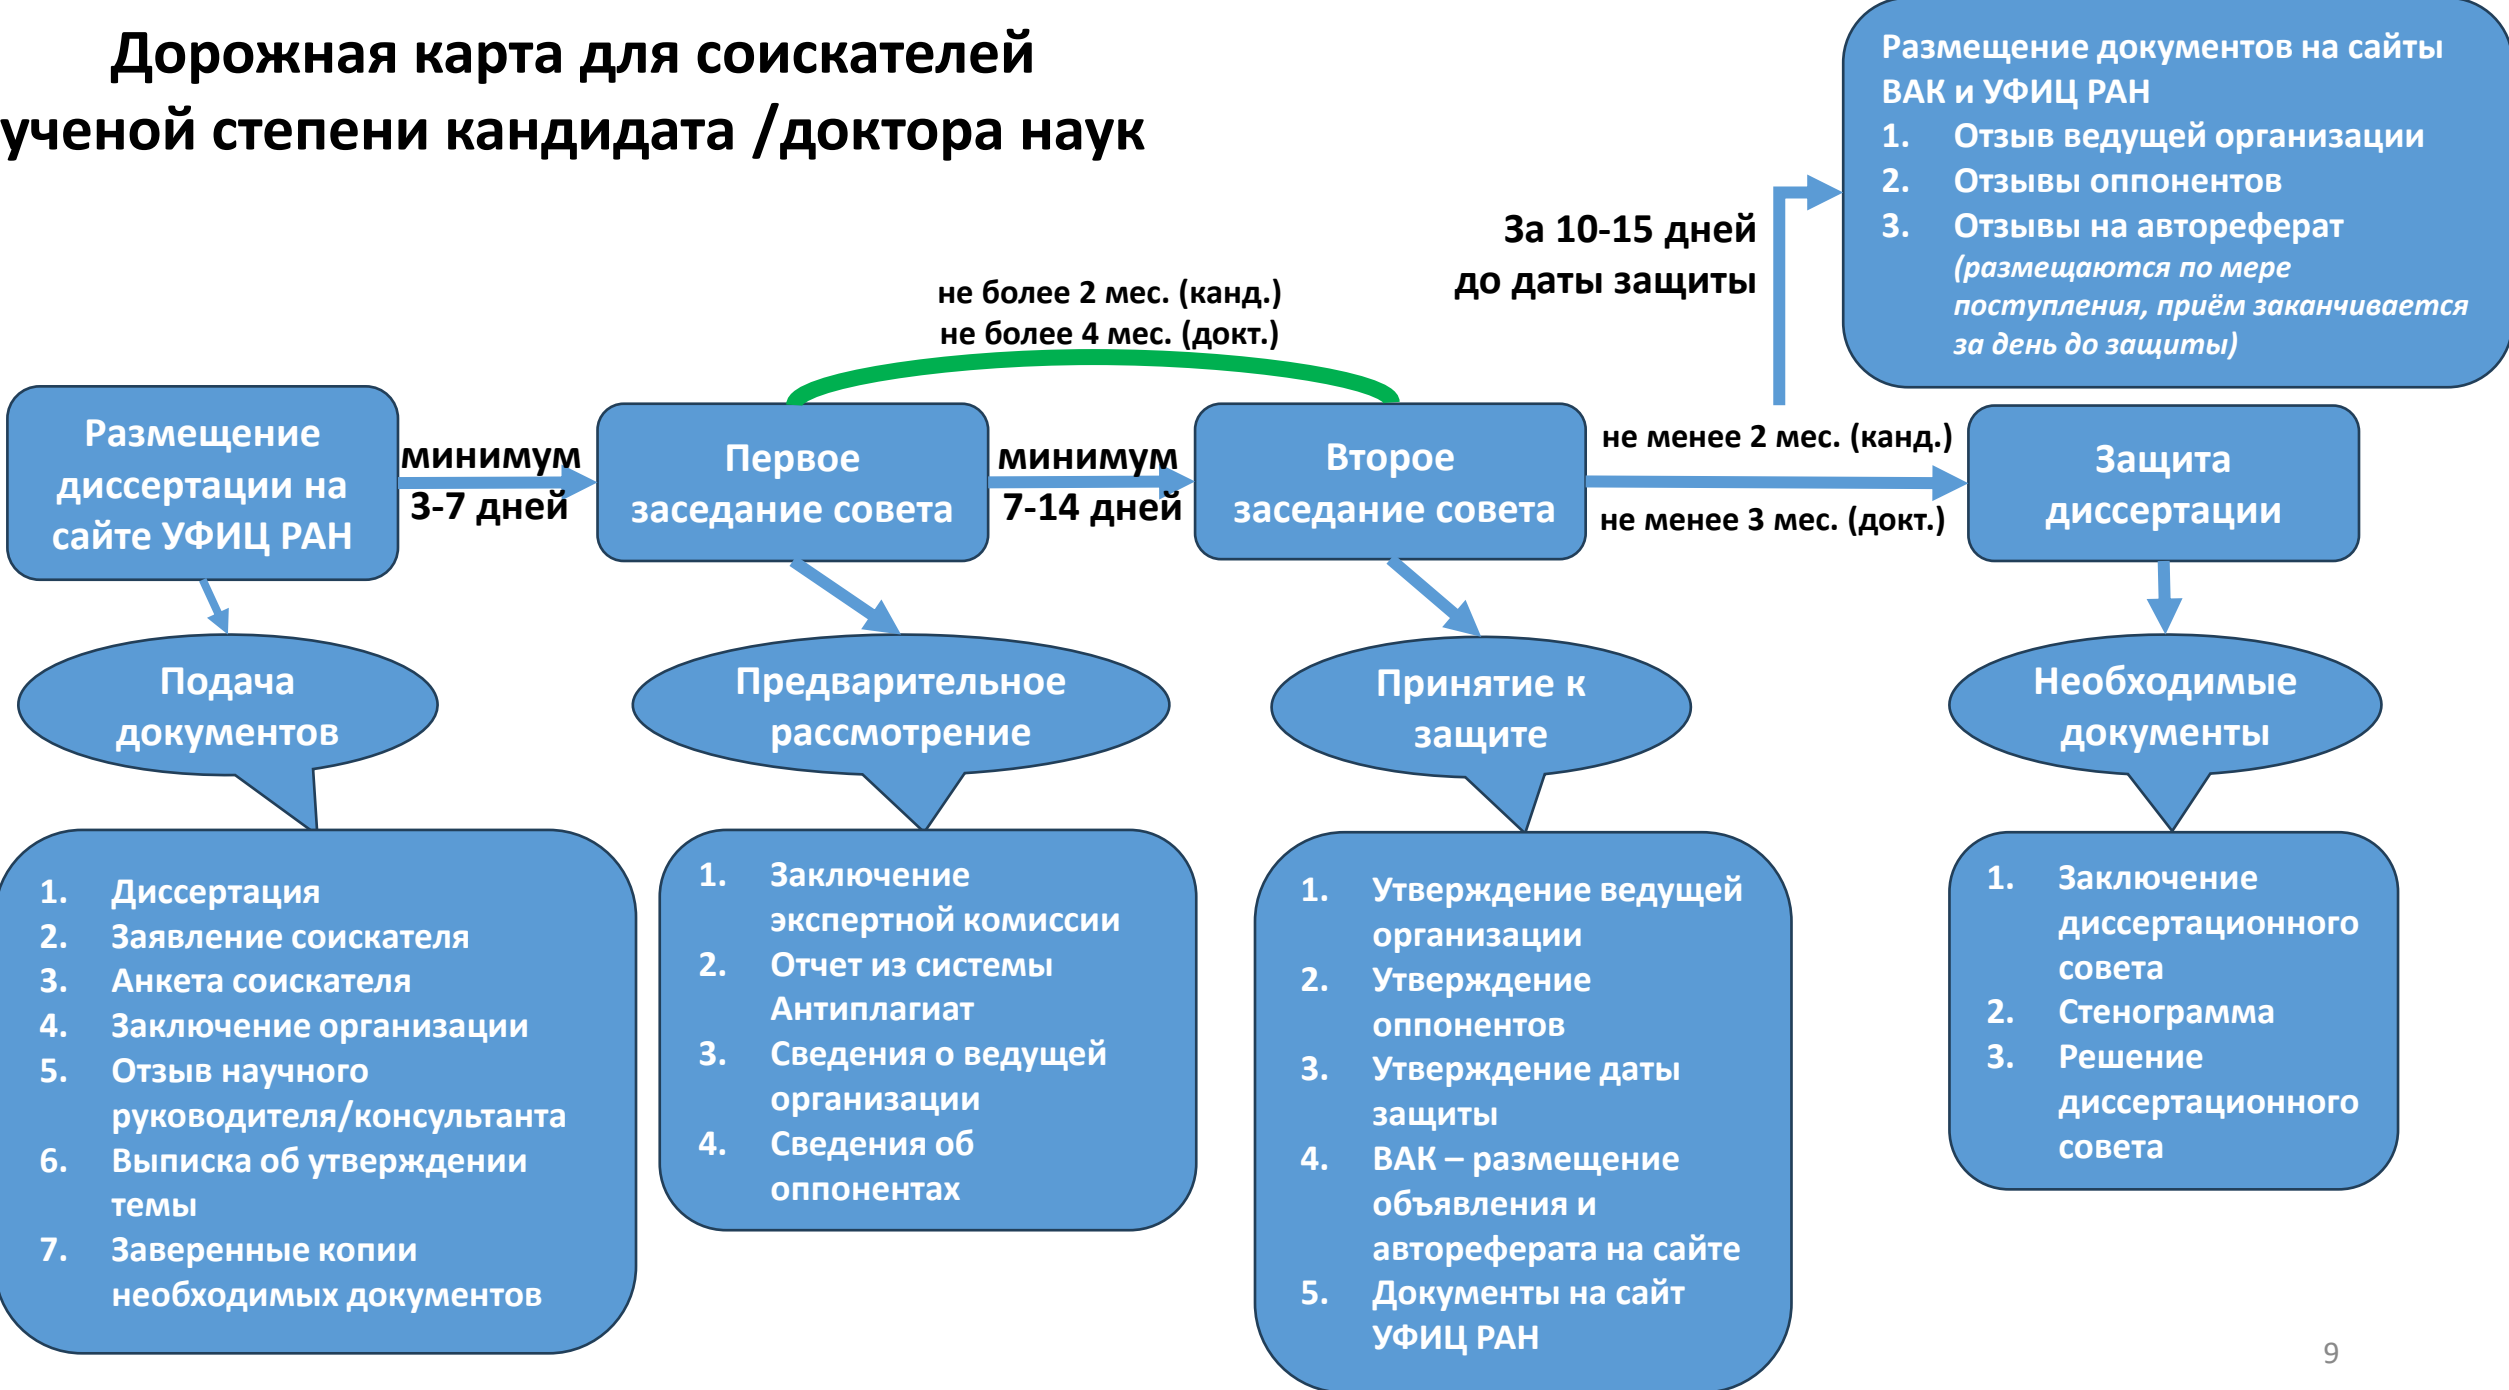 Дорожная карта для соискателей
ученой степени кандидата /доктора наук
Размещение документов на сайты
ВАК и УФИЦ РАН
1. Отзыв ведущей организации
2. Отзывы оппонентов
3. Отзывы на автореферат
(размещаются по мере
поступления, приём заканчивается
за день до защиты)
За 10-15 дней
до даты защиты
не более 2 мес. (канд.)
не более 4 мес. (докт.)
Размещение
диссертации на
сайте УФИЦ РАН
минимум
3-7 дней
Первое
заседание совета
минимум
7-14 дней
Второе
заседание совета
не менее 2 мес. (канд.)
не менее 3 мес. (докт.)
Защита
диссертации
Подача
документов
Предварительное
рассмотрение
Принятие к
защите
Необходимые
документы
1. Диссертация
2. Заявление соискателя
3. Анкета соискателя
4. Заключение организации
5. Отзыв научного
руководителя/консультанта
6. Выписка об утверждении
темы
7. Заверенные копии
необходимых документов
1. Заключение
экспертной комиссии
2. Отчет из системы
Антиплагиат
3. Сведения о ведущей
организации
4. Сведения об
оппонентах
1. Утверждение ведущей
организации
2. Утверждение
оппонентов
3. Утверждение даты
защиты
4. ВАК – размещение
объявления и
автореферата на сайте
5. Документы на сайт
УФИЦ РАН
1. Заключение
диссертационного
совета
2. Стенограмма
3. Решение
диссертационного
совета
9